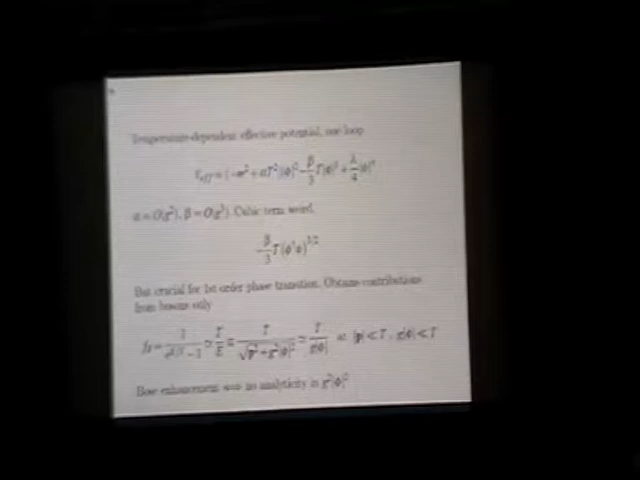 Temperature-dependent effective potential, one loop
V_eff = (-m² + αT²)|ϕ|² - β/3 T|ϕ|³ + λ/4 |ϕ|⁴
α = O(g²), β = O(g³). Cubic term weird,
-β/3 T(ϕ†ϕ)^{3/2}
But crucial for 1st order phase transition. Obtains contributions
from bosons only
f_B = 1/(e^{E/T} - 1) ≃ T/E ≃ T/√(p² + g²|ϕ|²) ≃ T/g|ϕ| at |p| < T, g|ϕ| < T
Bose enhancement ⟺ no analyticity in g²|ϕ|²